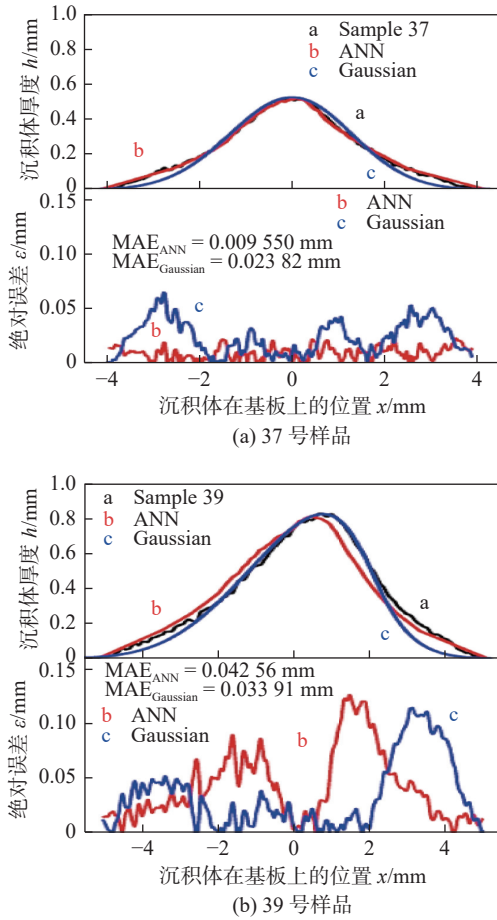 1.0
0.8
0.6
0.4
0.2
0
沉积体厚度 h/mm
a Sample 37
b ANN
c Gaussian
a
b
c
0.15
0.10
0.05
0
绝对误差 ε/mm
b ANN
c Gaussian
MAE_ANN = 0.009 550 mm
MAE_Gaussian = 0.023 82 mm
c
b
−4 −2 0 2 4
沉积体在基板上的位置 x/mm
(a) 37 号样品
1.0
0.8
0.6
0.4
0.2
0
沉积体厚度 h/mm
a Sample 39
b ANN
c Gaussian
b
a
c
0.15
0.10
0.05
0
绝对误差 ε/mm
MAE_ANN = 0.042 56 mm
MAE_Gaussian = 0.033 91 mm
b ANN
c Gaussian
b
c
−4 −2 0 2 4
沉积体在基板上的位置 x/mm
(b) 39 号样品